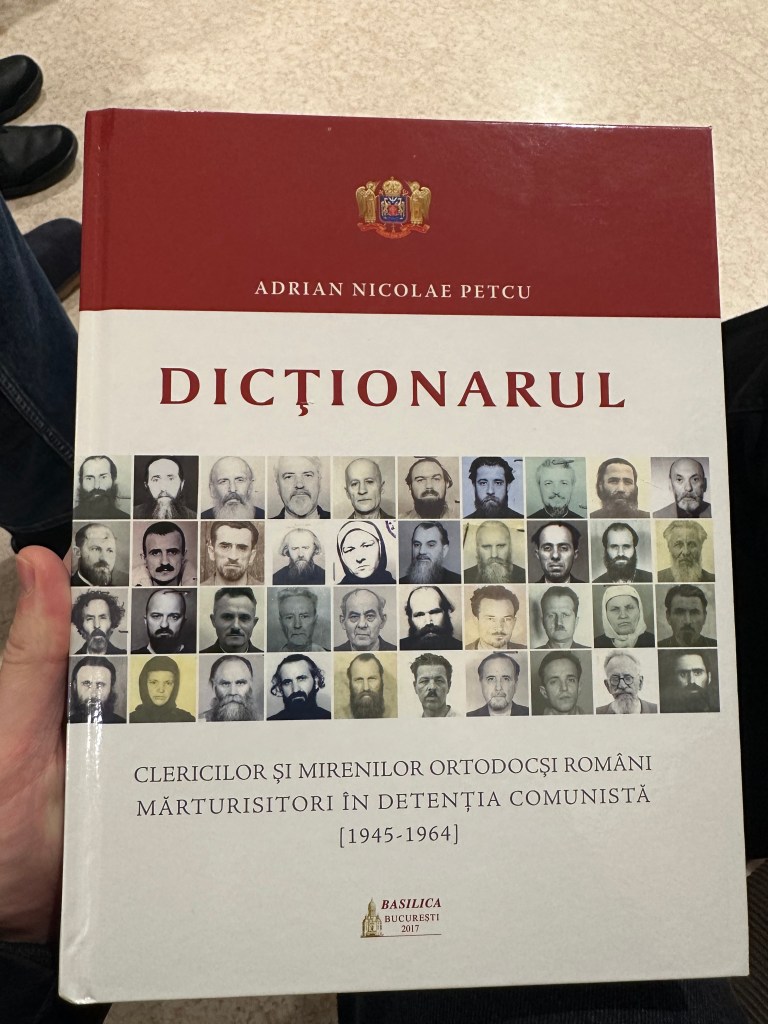 ADRIAN NICOLAE PETCU
DICŢIONARUL
CLERICILOR ŞI MIRENILOR ORTODOCŞI ROMÂNI
MĂRTURISITORI ÎN DETENŢIA COMUNISTĂ
[1945-1964]
BASILICA
BUCUREŞTI
2017